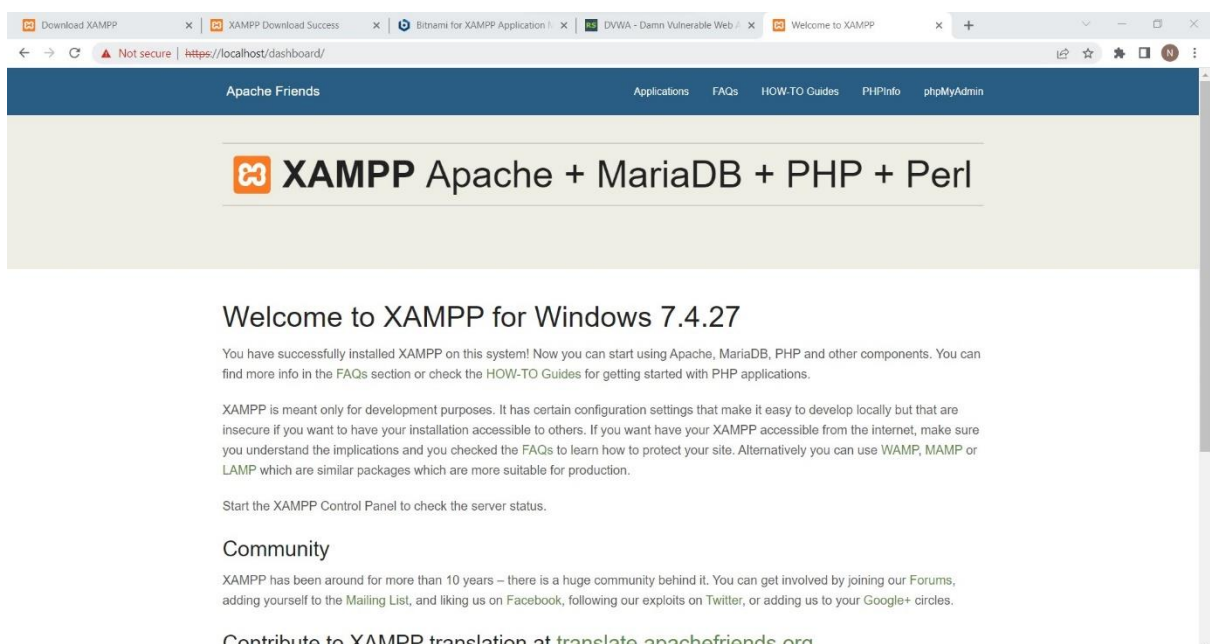 Download XAMPP
XAMPP Download Success
Bitnami for XAMPP Application
DVWA - Damn Vulnerable Web
Welcome to XAMPP
Not secure | https://localhost/dashboard/
N
Apache Friends
Applications FAQs HOW-TO Guides PHPInfo phpMyAdmin
XAMPP Apache + MariaDB + PHP + Perl
Welcome to XAMPP for Windows 7.4.27
You have successfully installed XAMPP on this system! Now you can start using Apache, MariaDB, PHP and other components. You can
find more info in the FAQs section or check the HOW-TO Guides for getting started with PHP applications.
XAMPP is meant only for development purposes. It has certain configuration settings that make it easy to develop locally but that are
insecure if you want to have your installation accessible to others. If you want have your XAMPP accessible from the internet, make sure
you understand the implications and you checked the FAQs to learn how to protect your site. Alternatively you can use WAMP, MAMP or
LAMP which are similar packages which are more suitable for production.
Start the XAMPP Control Panel to check the server status.
Community
XAMPP has been around for more than 10 years – there is a huge community behind it. You can get involved by joining our Forums,
adding yourself to the Mailing List, and liking us on Facebook, following our exploits on Twitter, or adding us to your Google+ circles.
Contribute to XAMPP translation at translate.apachefriends.org